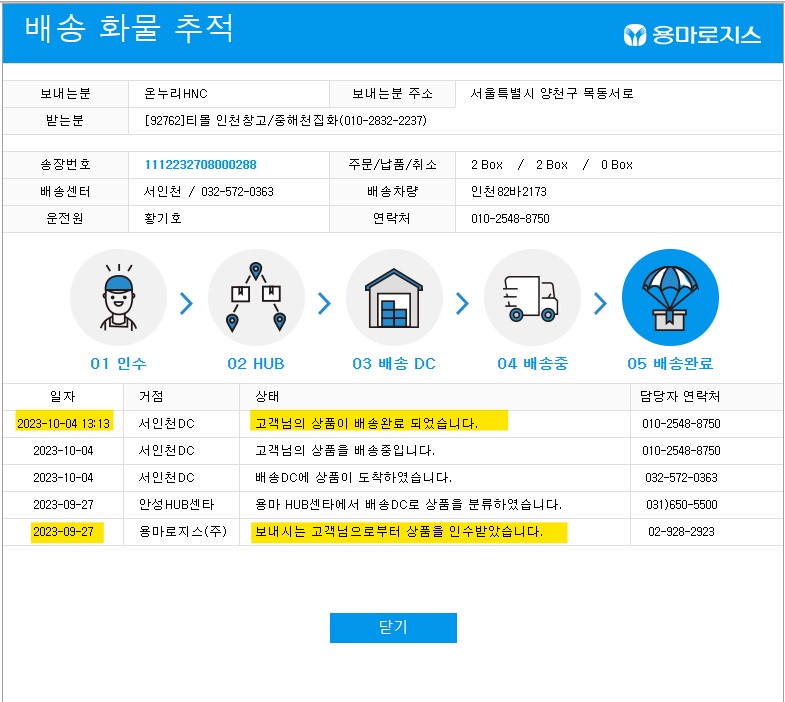 배송 화물 추적
용마로지스
보내는분 온누리HNC 보내는분 주소 서울특별시 양천구 목동서로
받는분 [92762]티몰 인천창고/중해천집화(010-2832-2237)
송장번호 1112232708000288 주문/납품/취소 2 Box / 2 Box / 0 Box
배송센터 서인천 / 032-572-0363 배송차량 인천82바2173
운전원 황기호 연락처 010-2548-8750
01 인수 02 HUB 03 배송 DC 04 배송중 05 배송완료
일자 거점 상태 담당자 연락처
2023-10-04 13:13 서인천DC 고객님의 상품이 배송완료 되었습니다. 010-2548-8750
2023-10-04 서인천DC 고객님의 상품을 배송중입니다. 010-2548-8750
2023-10-04 서인천DC 배송DC에 상품이 도착하였습니다. 032-572-0363
2023-09-27 안성HUB센타 용마 HUB센타에서 배송DC로 상품을 분류하였습니다. 031)650-5500
2023-09-27 용마로지스(주) 보내시는 고객님으로부터 상품을 인수받았습니다. 02-928-2923
닫기